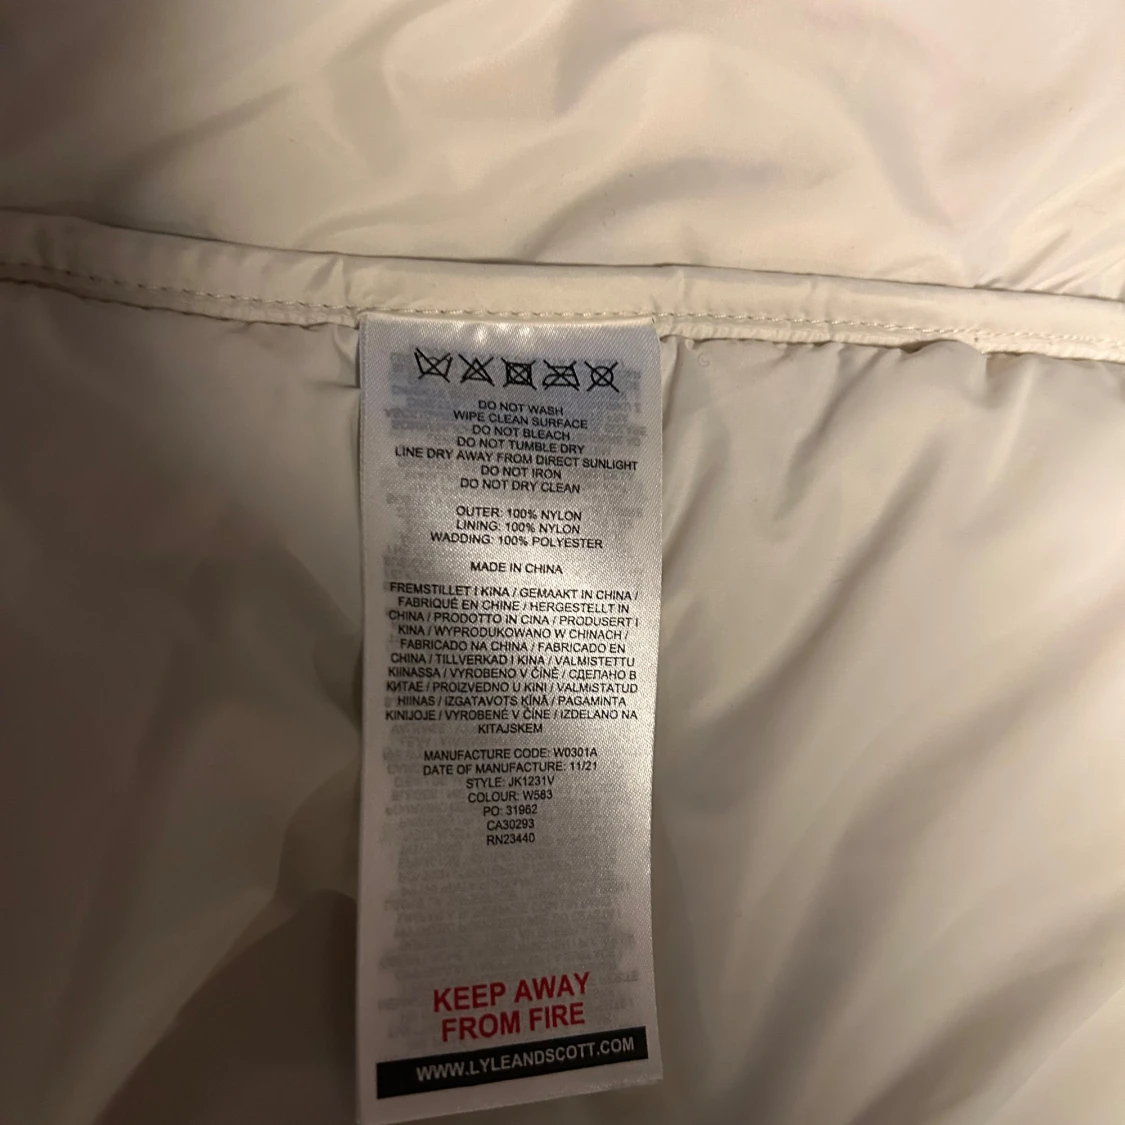 DO NOT WASH
WIPE CLEAN SURFACE
DO NOT BLEACH
DO NOT TUMBLE DRY
LINE DRY AWAY FROM DIRECT SUNLIGHT
DO NOT IRON
DO NOT DRY CLEAN
OUTER: 100% NYLON
LINING: 100% NYLON
WADDING: 100% POLYESTER
MADE IN CHINA
FREMSTILLET I KINA / GEMAAKT IN CHINA /
FABRIQUÉ EN CHINE / HERGESTELLT IN
CHINA / PRODOTTO IN CINA / PRODUSERT I
KINA / WYPRODUKOWANO W CHINACH /
FABRICADO NA CHINA / FABRICADO EN
CHINA / TILLVERKAD I KINA / VALMISTETTU
KIINASSA / VYROBENO V ČÍNĚ / СДЕЛАНО В
КИТАЕ / PROIZVEDNO U KINI / VALMISTATUD
HIINAS / IZGATAVOTS ĶĪNĀ / PAGAMINTA
KINIJOJE / VYROBENÉ V ČÍNE / IZDELANO NA
KITAJSKEM
MANUFACTURE CODE: W0301A
DATE OF MANUFACTURE: 11/21
STYLE: JK1231V
COLOUR: W583
PO: 31962
CA30293
RN23440
KEEP AWAY
FROM FIRE
WWW.LYLEANDSCOTT.COM